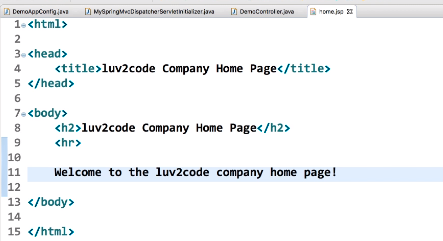 DemoAppConfig.java MySpringMvcDispatcherServletInitializer.java DemoController.java home.jsp
1 <html>
2
3 <head>
4 <title>luv2code Company Home Page</title>
5 </head>
6
7 <body>
8 <h2>luv2code Company Home Page</h2>
9 <hr>
10
11 Welcome to the luv2code company home page!
12
13 </body>
14
15 </html>